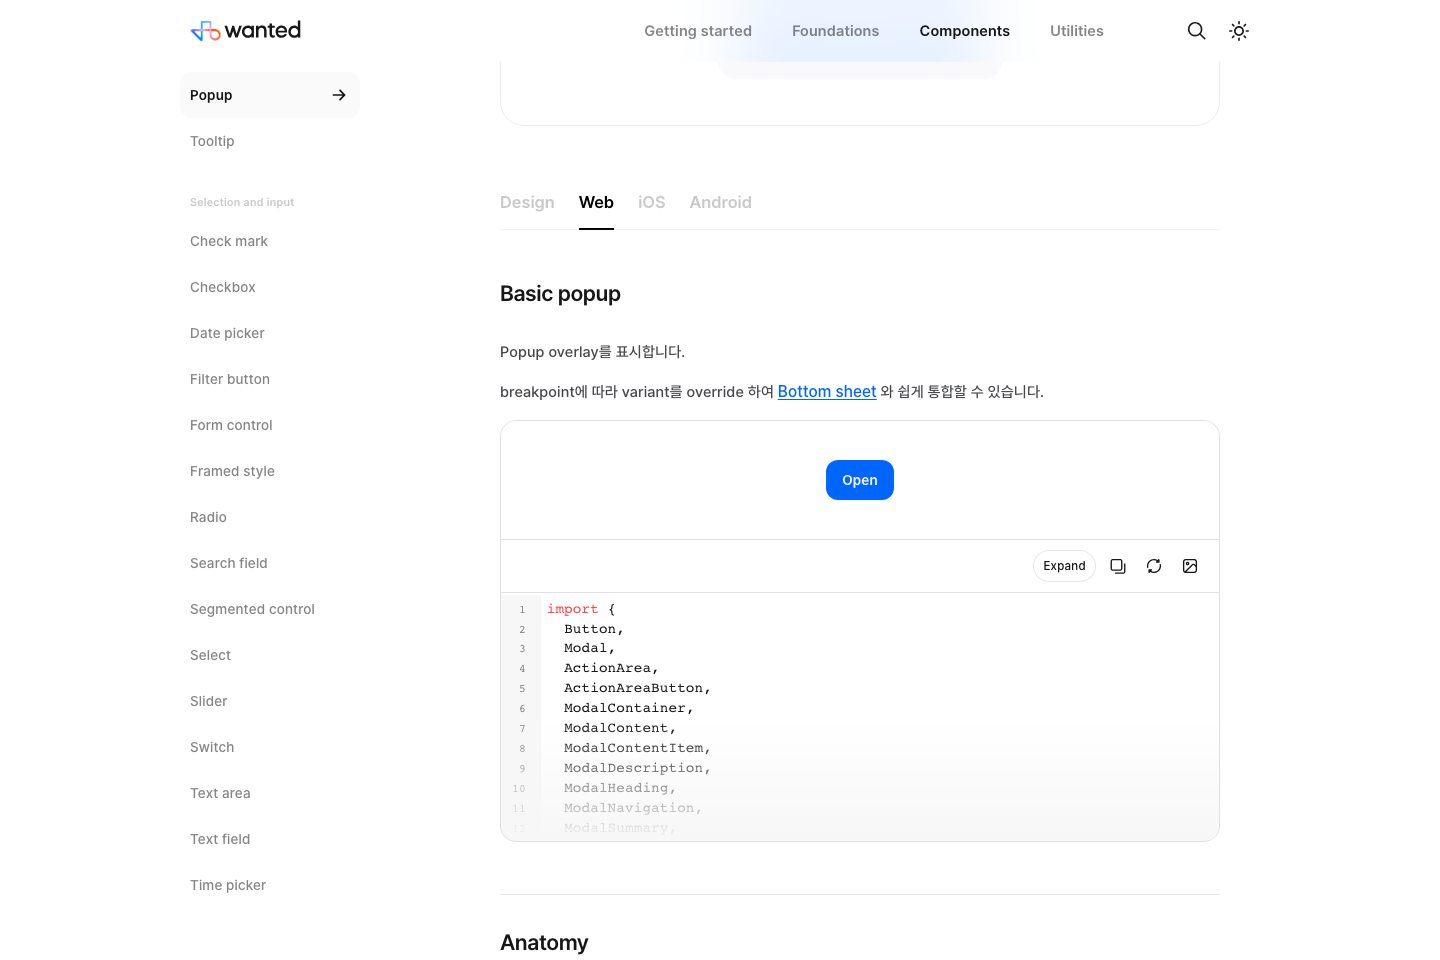 wanted
Getting started
Foundations
Components
Utilities
Popup
Tooltip
Selection and input
Check mark
Checkbox
Date picker
Filter button
Form control
Framed style
Radio
Search field
Segmented control
Select
Slider
Switch
Text area
Text field
Time picker
Design
Web
iOS
Android
Basic popup
Popup overlay를 표시합니다.
breakpoint에 따라 variant를 override 하여 Bottom sheet 와 쉽게 통합할 수 있습니다.
Open
Expand
1 import {
2 Button,
3 Modal,
4 ActionArea,
5 ActionAreaButton,
6 ModalContainer,
7 ModalContent,
8 ModalContentItem,
9 ModalDescription,
10 ModalHeading,
11 ModalNavigation,
12 ModalSummary,
Anatomy